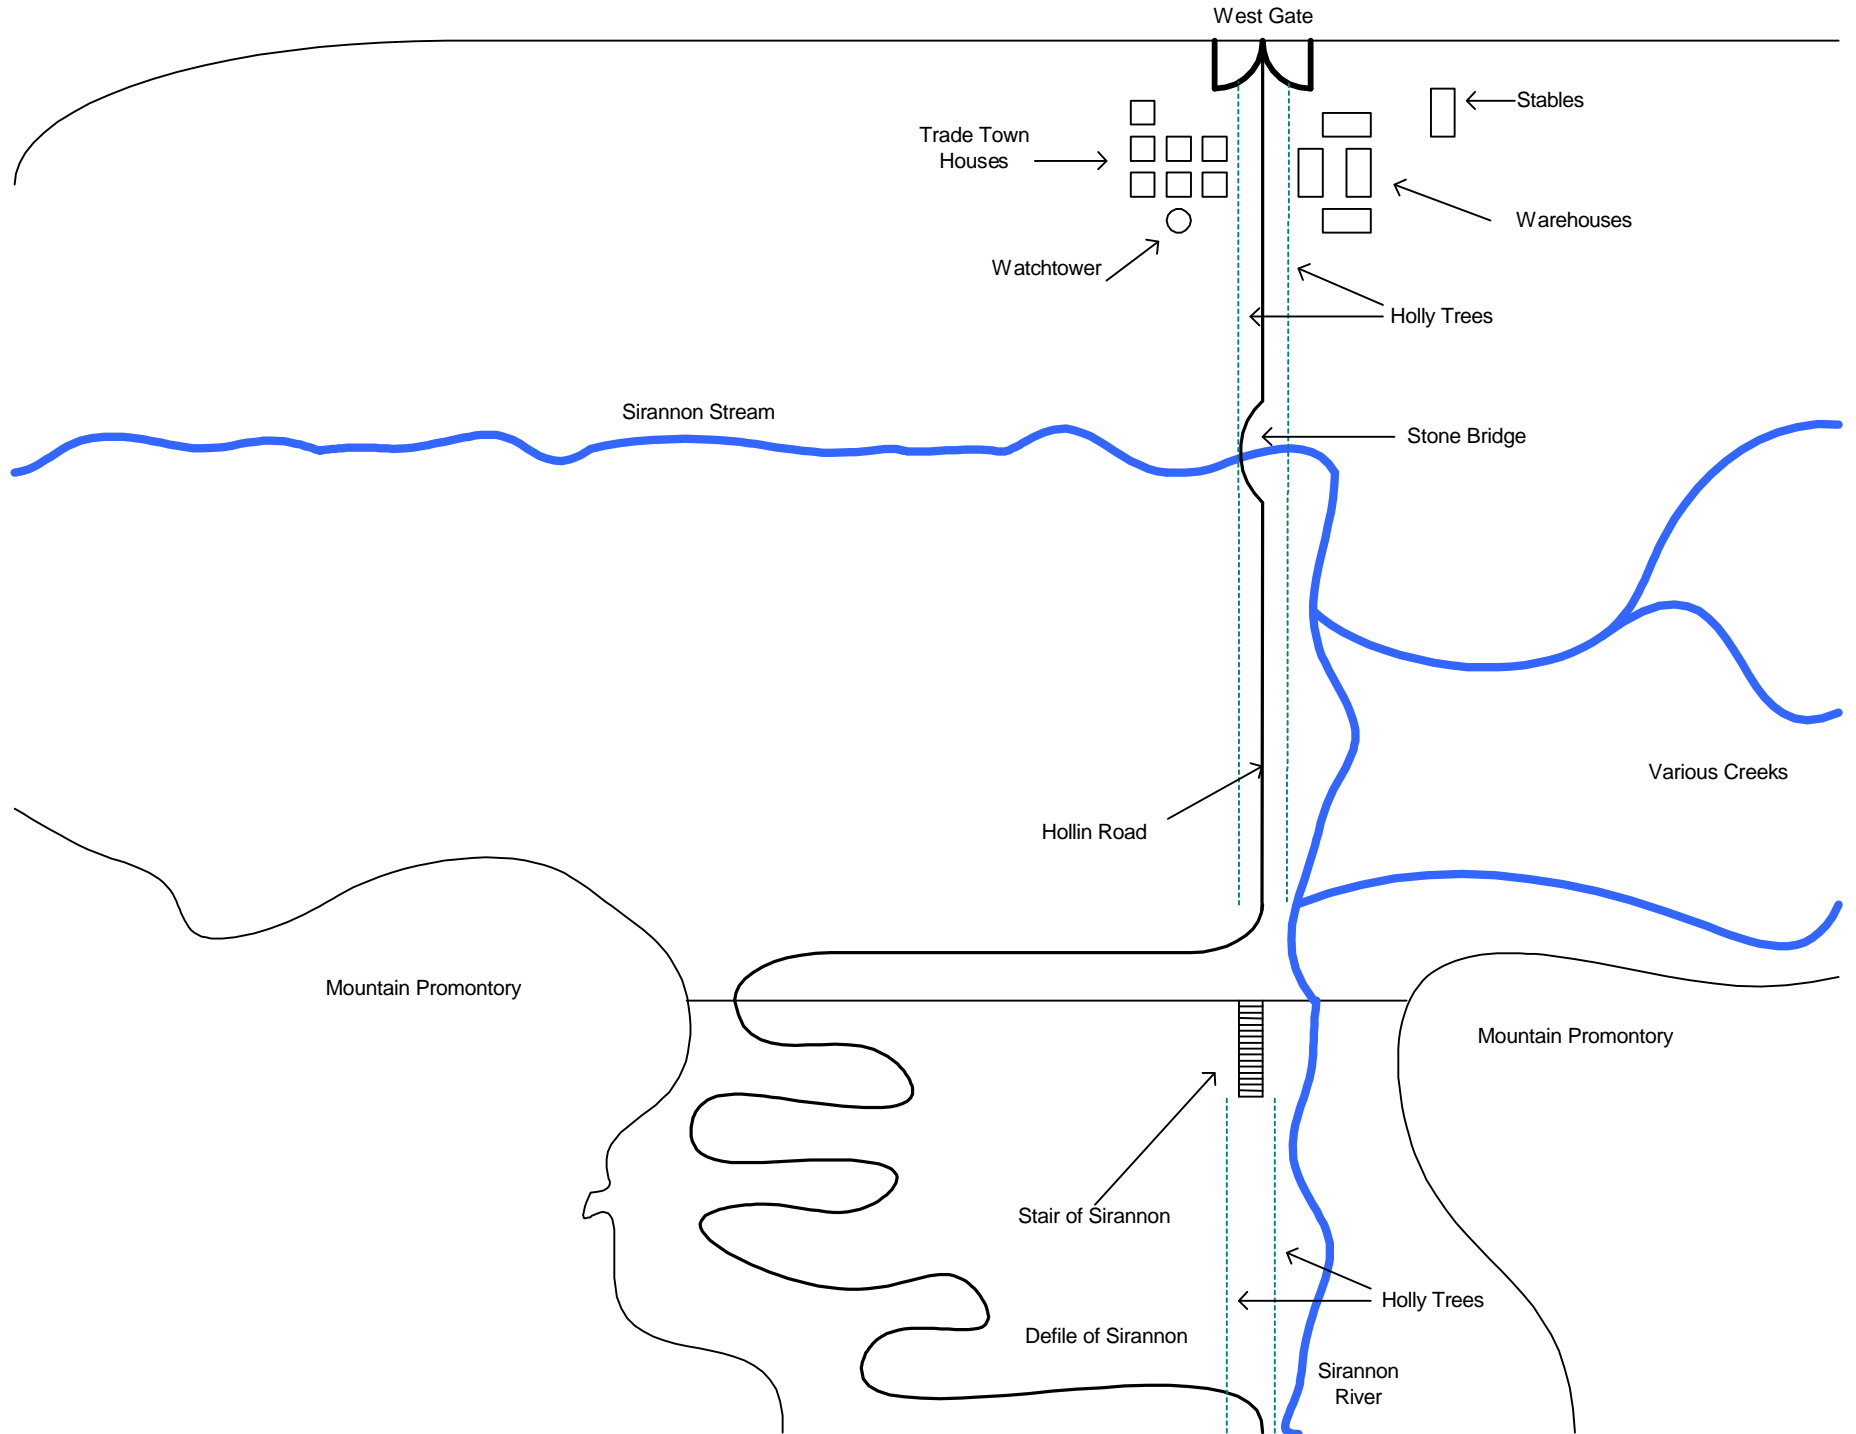 West Gate
Stables
Trade Town
Houses
Warehouses
Watchtower
Holly Trees
Sirannon Stream
Stone Bridge
Various Creeks
Hollin Road
Mountain Promontory
Mountain Promontory
Stair of Sirannon
Holly Trees
Defile of Sirannon
Sirannon
River